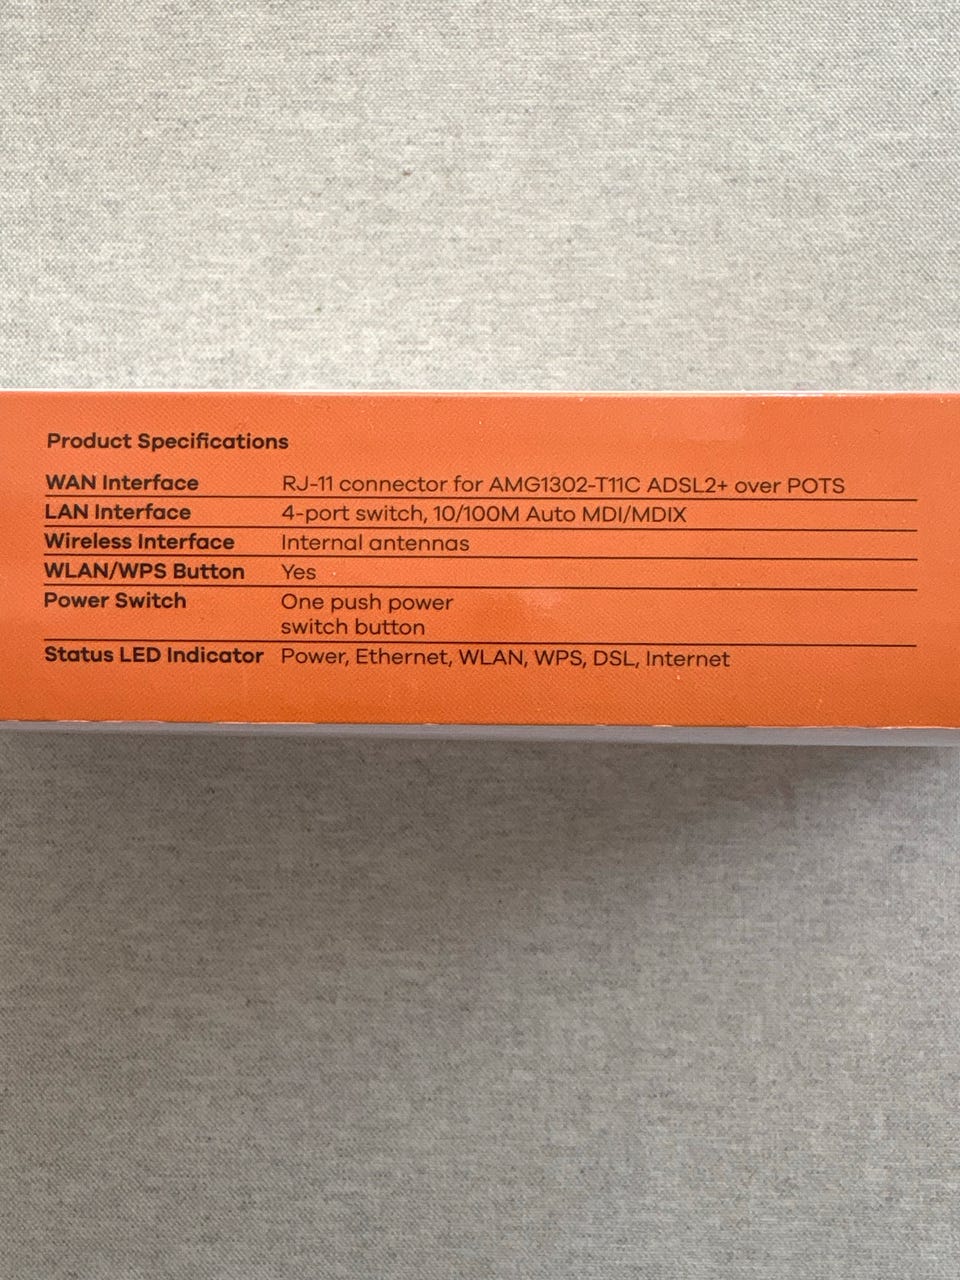 Product Specifications
WAN Interface RJ-11 connector for AMG1302-T11C ADSL2+ over POTS
LAN Interface 4-port switch, 10/100M Auto MDI/MDIX
Wireless Interface Internal antennas
WLAN/WPS Button Yes
Power Switch One push power
switch button
Status LED Indicator Power, Ethernet, WLAN, WPS, DSL, Internet